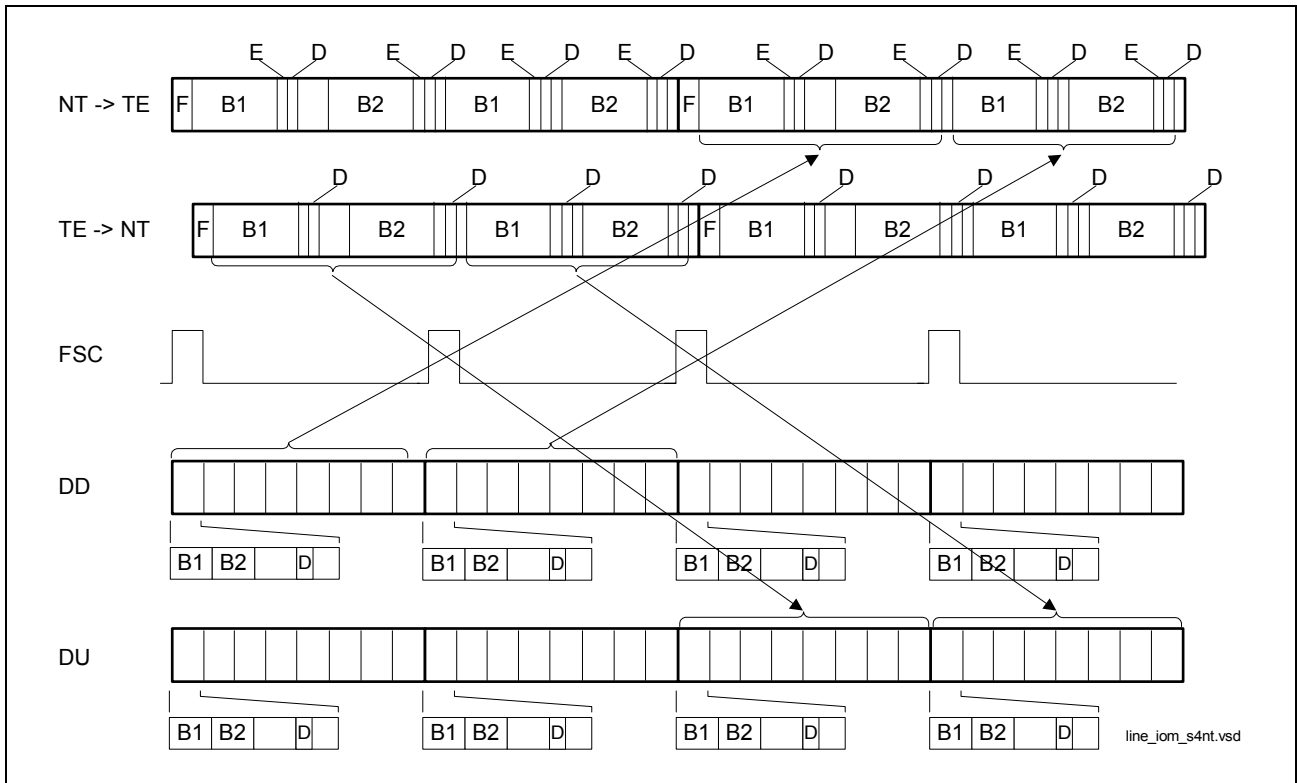 E D E D E D E D E D E D E D E D
NT -> TE F B1 B2 B1 B2 F B1 B2 B1 B2
D D D D D D D D
TE -> NT F B1 B2 B1 B2 F B1 B2 B1 B2
FSC
DD
B1 B2 D B1 B2 D B1 B2 D B1 B2 D
DU
B1 B2 D B1 B2 D B1 B2 D B1 B2 D
line_iom_s4nt.vsd